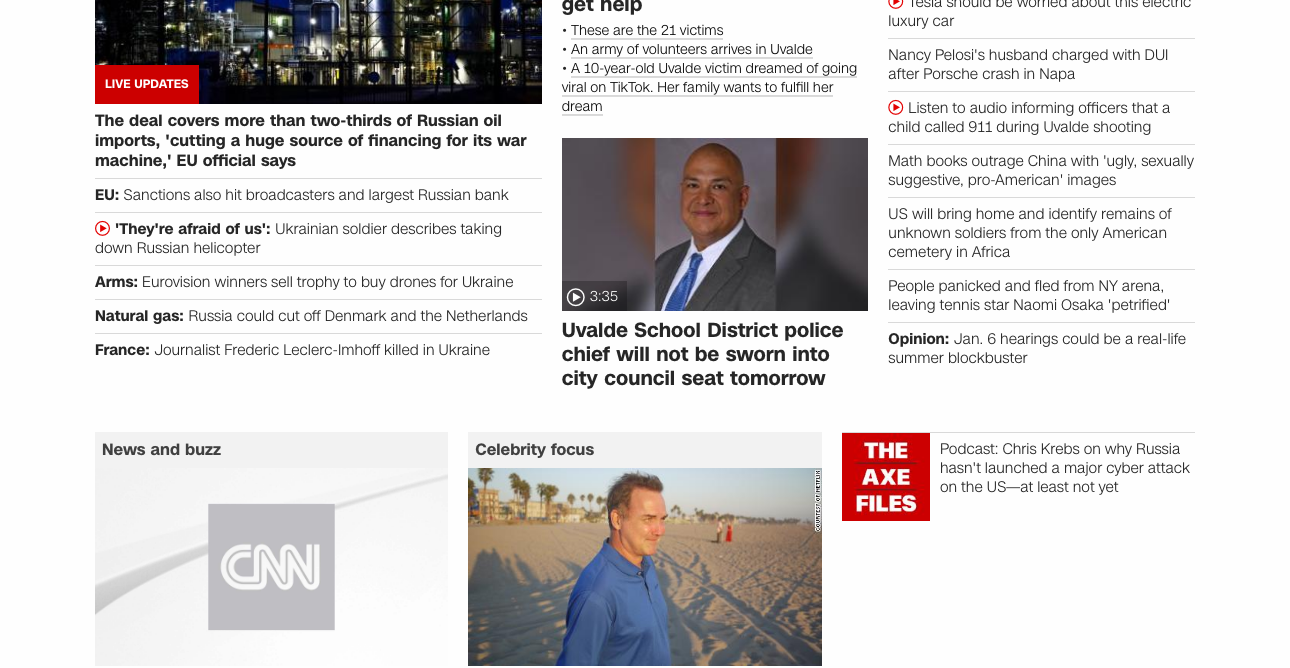 LIVE UPDATES
The deal covers more than two-thirds of Russian oil
imports, 'cutting a huge source of financing for its war
machine,' EU official says
EU: Sanctions also hit broadcasters and largest Russian bank
'They're afraid of us': Ukrainian soldier describes taking
down Russian helicopter
Arms: Eurovision winners sell trophy to buy drones for Ukraine
Natural gas: Russia could cut off Denmark and the Netherlands
France: Journalist Frederic Leclerc-Imhoff killed in Ukraine
get help
• These are the 21 victims
• An army of volunteers arrives in Uvalde
• A 10-year-old Uvalde victim dreamed of going
viral on TikTok. Her family wants to fulfill her
dream
3:35
Uvalde School District police
chief will not be sworn into
city council seat tomorrow
Tesla should be worried about this electric
luxury car
Nancy Pelosi's husband charged with DUI
after Porsche crash in Napa
Listen to audio informing officers that a
child called 911 during Uvalde shooting
Math books outrage China with 'ugly, sexually
suggestive, pro-American' images
US will bring home and identify remains of
unknown soldiers from the only American
cemetery in Africa
People panicked and fled from NY arena,
leaving tennis star Naomi Osaka 'petrified'
Opinion: Jan. 6 hearings could be a real-life
summer blockbuster
News and buzz
CNN
Celebrity focus
COURTESY OF NETFLIX
THE
AXE
FILES
Podcast: Chris Krebs on why Russia
hasn't launched a major cyber attack
on the US—at least not yet